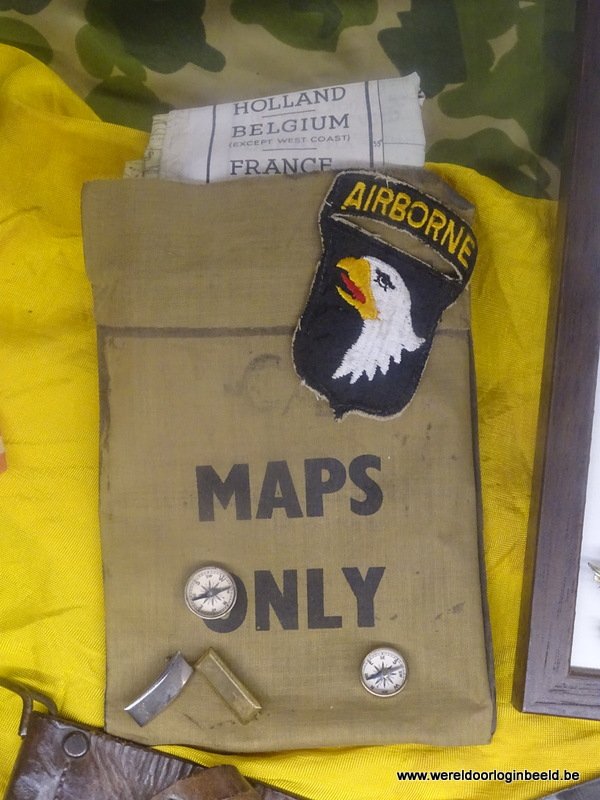 HOLLAND
BELGIUM
(EXCEPT WEST COAST)
FRANCE
AIRBORNE
MAPS
ONLY
www.wereldoorloginbeeld.be